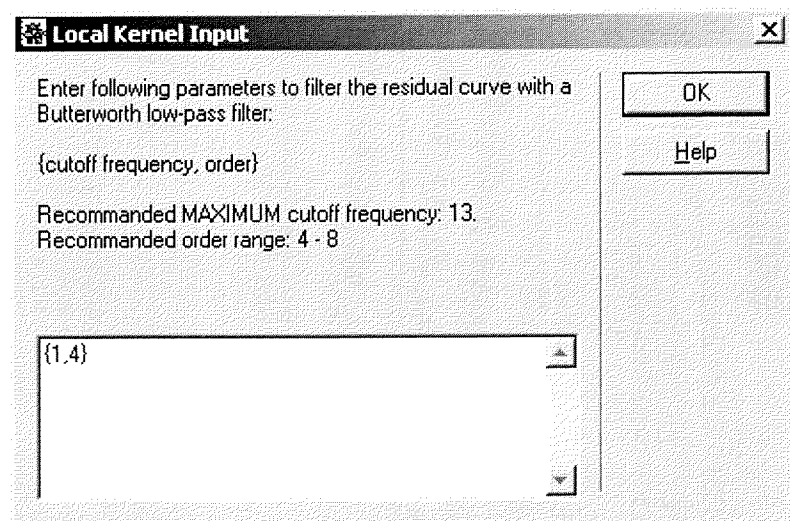 Local Kernel Input
Enter following parameters to filter the residual curve with a
Butterworth low-pass filter:
{cutoff frequency, order}
Recommanded MAXIMUM cutoff frequency: 13.
Recommanded order range: 4 - 8
{1,4}
OK
Help